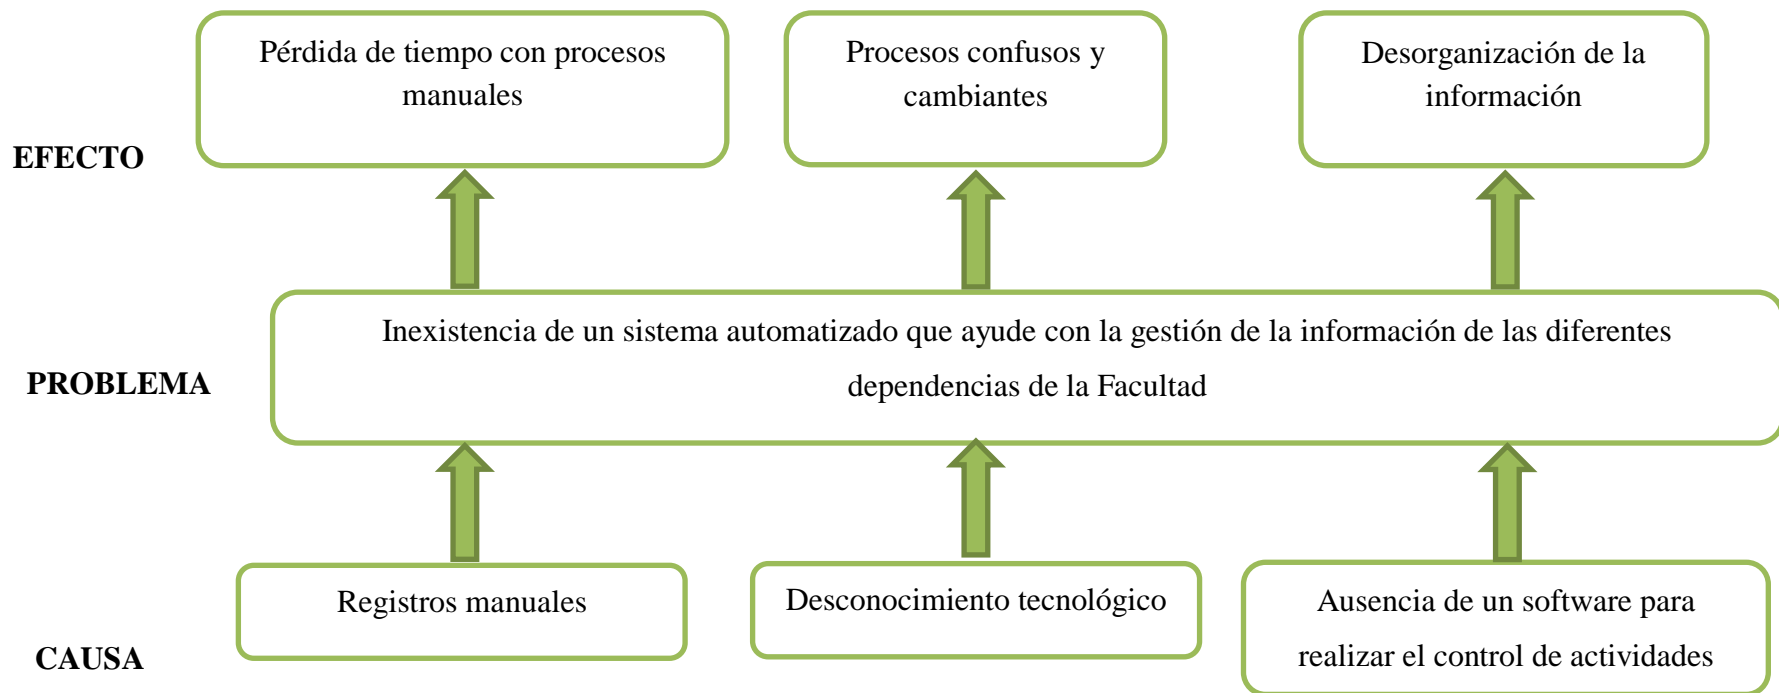 Pérdida de tiempo con procesos
manuales
Procesos confusos y
cambiantes
Desorganización de la
información
EFECTO
Inexistencia de un sistema automatizado que ayude con la gestión de la información de las diferentes
dependencias de la Facultad
PROBLEMA
Registros manuales
Desconocimiento tecnológico
Ausencia de un software para
realizar el control de actividades
CAUSA